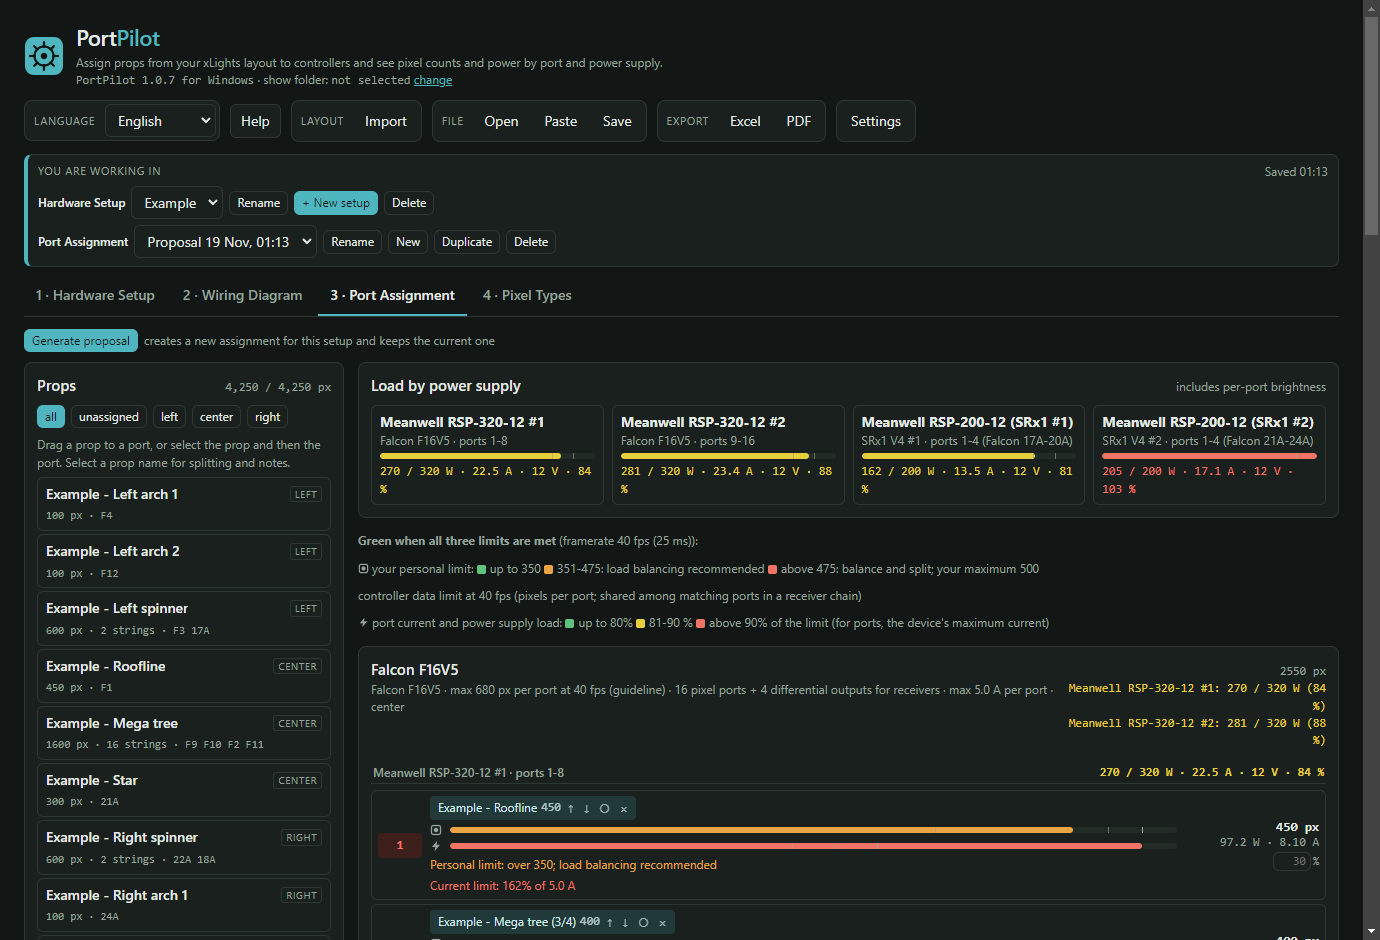 PortPilot
Assign props from your xLights layout to controllers and see pixel counts and power by port and power supply.
PortPilot 1.0.7 for Windows · show folder: not selected change
LANGUAGE English Help LAYOUT Import FILE Open Paste Save EXPORT Excel PDF Settings
YOU ARE WORKING IN
Saved 01:13
Hardware Setup Example Rename + New setup Delete
Port Assignment Proposal 19 Nov, 01:13 Rename New Duplicate Delete
1 · Hardware Setup 2 · Wiring Diagram 3 · Port Assignment 4 · Pixel Types
Generate proposal creates a new assignment for this setup and keeps the current one
Props 4,250 / 4,250 px
all unassigned left center right
Drag a prop to a port, or select the prop and then the
port. Select a prop name for splitting and notes.
Example - Left arch 1 LEFT
100 px · F4
Example - Left arch 2 LEFT
100 px · F12
Example - Left spinner LEFT
600 px · 2 strings · F3 17A
Example - Roofline CENTER
450 px · F1
Example - Mega tree CENTER
1600 px · 16 strings · F9 F10 F2 F11
Example - Star CENTER
300 px · 21A
Example - Right spinner RIGHT
600 px · 2 strings · 22A 18A
Example - Right arch 1 RIGHT
100 px · 24A
Load by power supply includes per-port brightness
Meanwell RSP-320-12 #1
Falcon F16V5 · ports 1-8
270 / 320 W · 22.5 A · 12 V · 84
%
Meanwell RSP-320-12 #2
Falcon F16V5 · ports 9-16
281 / 320 W · 23.4 A · 12 V · 88
%
Meanwell RSP-200-12 (SRx1 #1)
SRx1 V4 #1 · ports 1-4 (Falcon 17A-20A)
162 / 200 W · 13.5 A · 12 V · 81
%
Meanwell RSP-200-12 (SRx1 #2)
SRx1 V4 #2 · ports 1-4 (Falcon 21A-24A)
205 / 200 W · 17.1 A · 12 V ·
103 %
Green when all three limits are met (framerate 40 fps (25 ms)):
your personal limit: up to 350 351-475: load balancing recommended above 475: balance and split; your maximum 500
controller data limit at 40 fps (pixels per port; shared among matching ports in a receiver chain)
port current and power supply load: up to 80% 81-90 % above 90% of the limit (for ports, the device's maximum current)
Falcon F16V5 2550 px
Falcon F16V5 · max 680 px per port at 40 fps (guideline) · 16 pixel ports + 4 differential outputs for receivers · max 5.0 A per port ·
center
Meanwell RSP-320-12 #1: 270 / 320 W (84
%)
Meanwell RSP-320-12 #2: 281 / 320 W (88
%)
Meanwell RSP-320-12 #1 · ports 1-8 270 / 320 W · 22.5 A · 12 V · 84 %
Example - Roofline 450 ↑ ↓ ○ ×
1
450 px
97.2 W · 8.10 A
30 %
Personal limit: over 350; load balancing recommended
Current limit: 162% of 5.0 A
Example - Mega tree (3/4) 400 ↑ ↓ ○ ×
400 px